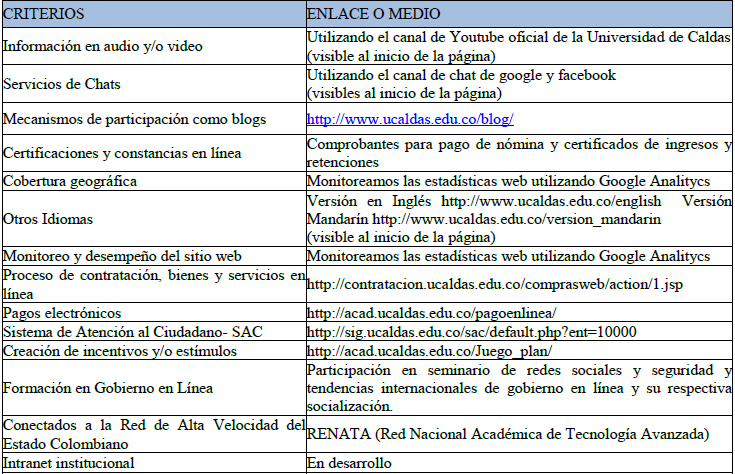 CRITERIOS ENLACE O MEDIO
Información en audio y/o video Utilizando el canal de Youtube oficial de la Universidad de Caldas
(visible al inicio de la página)
Servicios de Chats Utilizando el canal de chat de google y facebook
(visibles al inicio de la página)
Mecanismos de participación como blogs http://www.ucaldas.edu.co/blog/
Certificaciones y constancias en línea Comprobantes para pago de nómina y certificados de ingresos y
retenciones
Cobertura geográfica Monitoreamos las estadísticas web utilizando Google Analitycs
Otros Idiomas Versión en Inglés http://www.ucaldas.edu.co/english Versión
Mandarín http://www.ucaldas.edu.co/version_mandarin
(visible al inicio de la página)
Monitoreo y desempeño del sitio web Monitoreamos las estadísticas web utilizando Google Analitycs
Proceso de contratación, bienes y servicios en
línea http://contratacion.ucaldas.edu.co/comprasweb/action/1.jsp
Pagos electrónicos http://acad.ucaldas.edu.co/pagoenlinea/
Sistema de Atención al Ciudadano- SAC http://sig.ucaldas.edu.co/sac/default.php?ent=10000
Creación de incentivos y/o estímulos http://acad.ucaldas.edu.co/Juego_plan/
Formación en Gobierno en Línea Participación en seminario de redes sociales y seguridad y
tendencias internacionales de gobierno en línea y su respectiva
socialización.
Conectados a la Red de Alta Velocidad del
Estado Colombiano RENATA (Red Nacional Académica de Tecnología Avanzada)
Intranet institucional En desarrollo